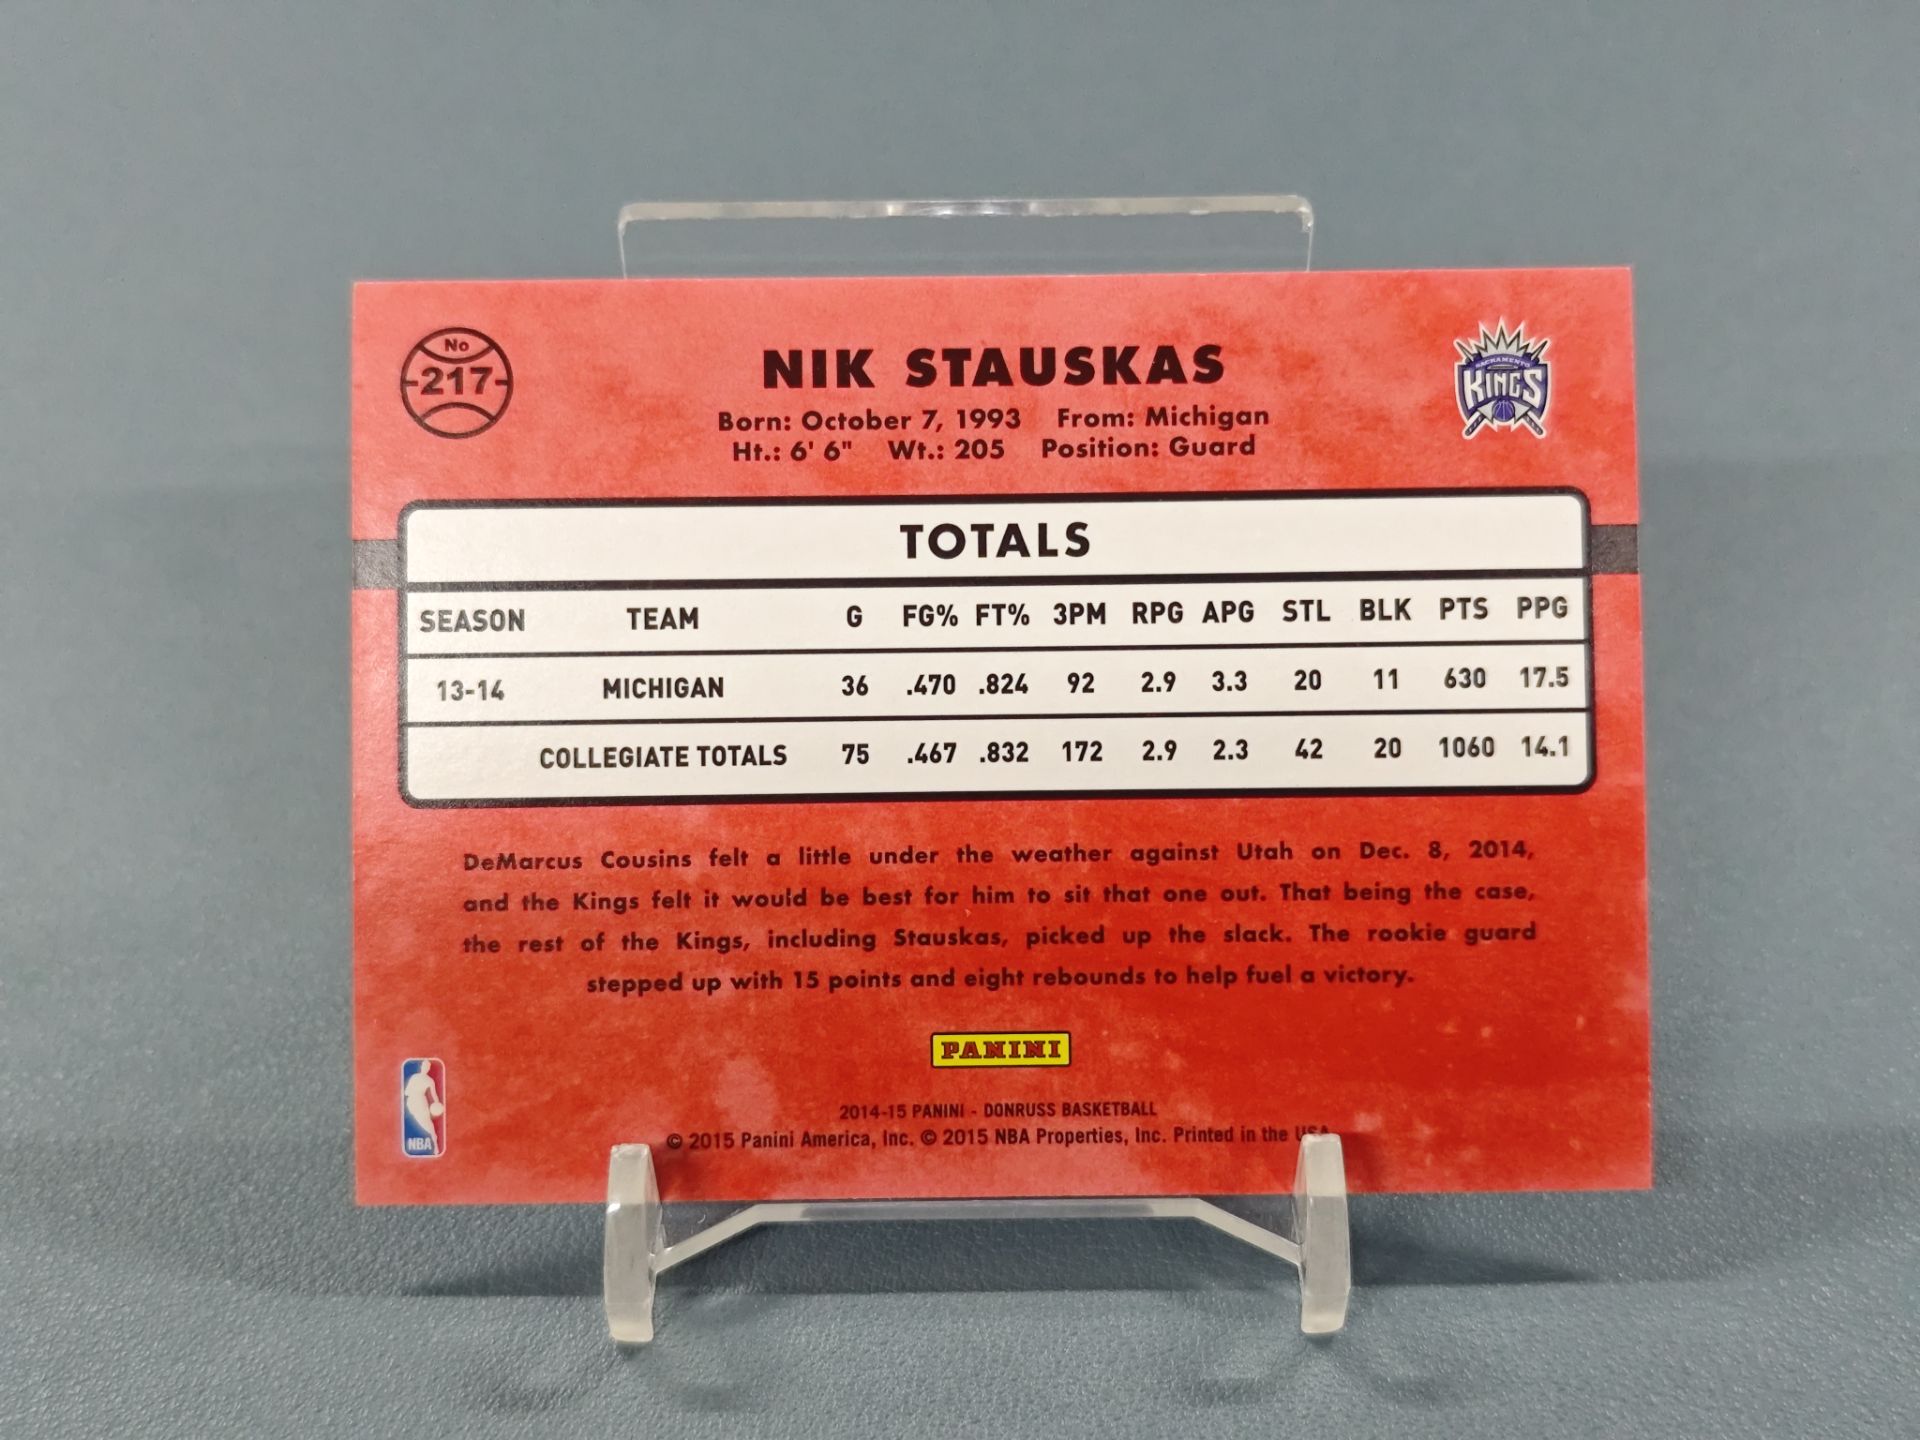 No
217
NIK STAUSKAS
SACRAMENTO
KINGS
Born: October 7, 1993 From: Michigan
Ht.: 6' 6" Wt.: 205 Position: Guard
TOTALS
SEASON TEAM G FG% FT% 3PM RPG APG STL BLK PTS PPG
13-14 MICHIGAN 36 .470 .824 92 2.9 3.3 20 11 630 17.5
COLLEGIATE TOTALS 75 .467 .832 172 2.9 2.3 42 20 1060 14.1
DeMarcus Cousins felt a little under the weather against Utah on Dec. 8, 2014,
and the Kings felt it would be best for him to sit that one out. That being the case,
the rest of the Kings, including Stauskas, picked up the slack. The rookie guard
stepped up with 15 points and eight rebounds to help fuel a victory.
PANINI
NBA
2014-15 PANINI - DONRUSS BASKETBALL
© 2015 Panini America, Inc. © 2015 NBA Properties, Inc. Printed in the USA